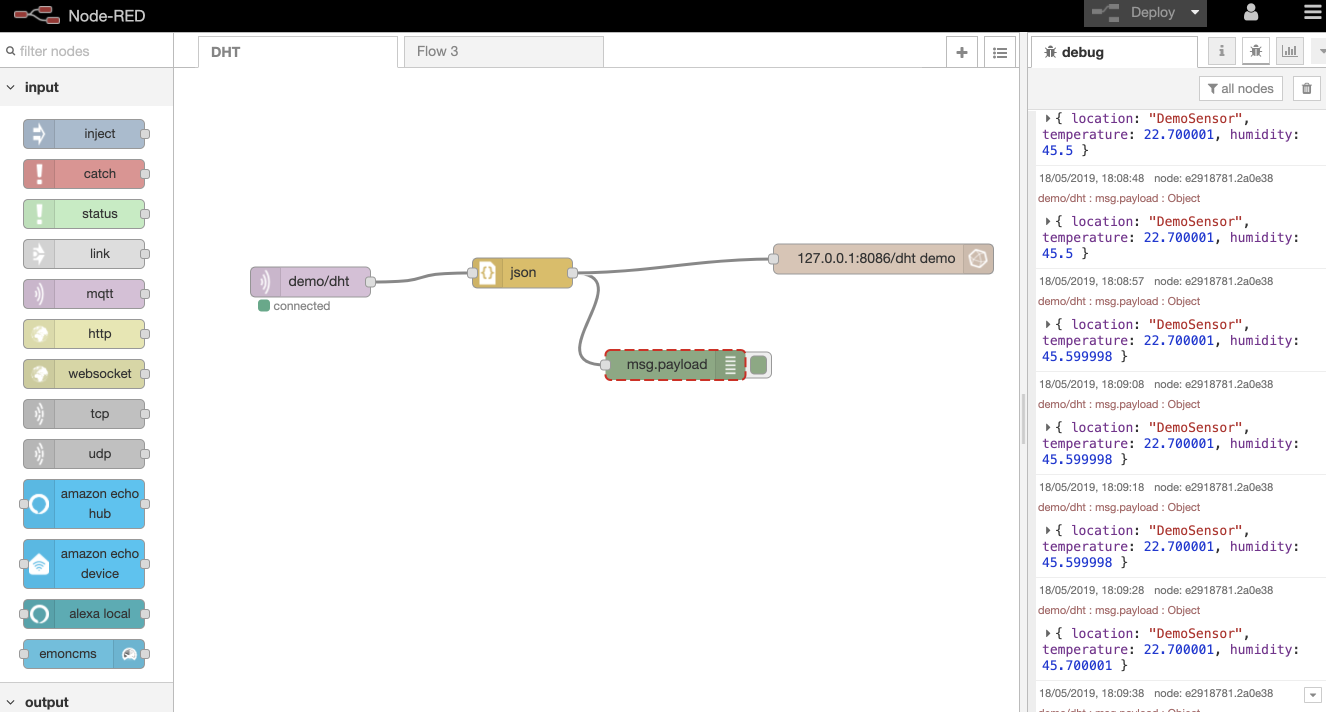 Node-RED
Deploy
filter nodes
input
inject
catch
status
link
mqtt
http
websocket
tcp
udp
amazon echo
hub
amazon echo
device
alexa local
emoncms
output
DHT
Flow 3
demo/dht
connected
{}
json
127.0.0.1:8086/dht demo
msg.payload
debug
i
all nodes
{ location: "DemoSensor",
temperature: 22.700001, humidity:
45.5 }
18/05/2019, 18:08:48 node: e2918781.2a0e38
demo/dht : msg.payload : Object
{ location: "DemoSensor",
temperature: 22.700001, humidity:
45.5 }
18/05/2019, 18:08:57 node: e2918781.2a0e38
demo/dht : msg.payload : Object
{ location: "DemoSensor",
temperature: 22.700001, humidity:
45.599998 }
18/05/2019, 18:09:08 node: e2918781.2a0e38
demo/dht : msg.payload : Object
{ location: "DemoSensor",
temperature: 22.700001, humidity:
45.599998 }
18/05/2019, 18:09:18 node: e2918781.2a0e38
demo/dht : msg.payload : Object
{ location: "DemoSensor",
temperature: 22.700001, humidity:
45.599998 }
18/05/2019, 18:09:28 node: e2918781.2a0e38
demo/dht : msg.payload : Object
{ location: "DemoSensor",
temperature: 22.700001, humidity:
45.700001 }
18/05/2019, 18:09:38 node: e2918781.2a0e38
demo/dht : msg.payload : Object